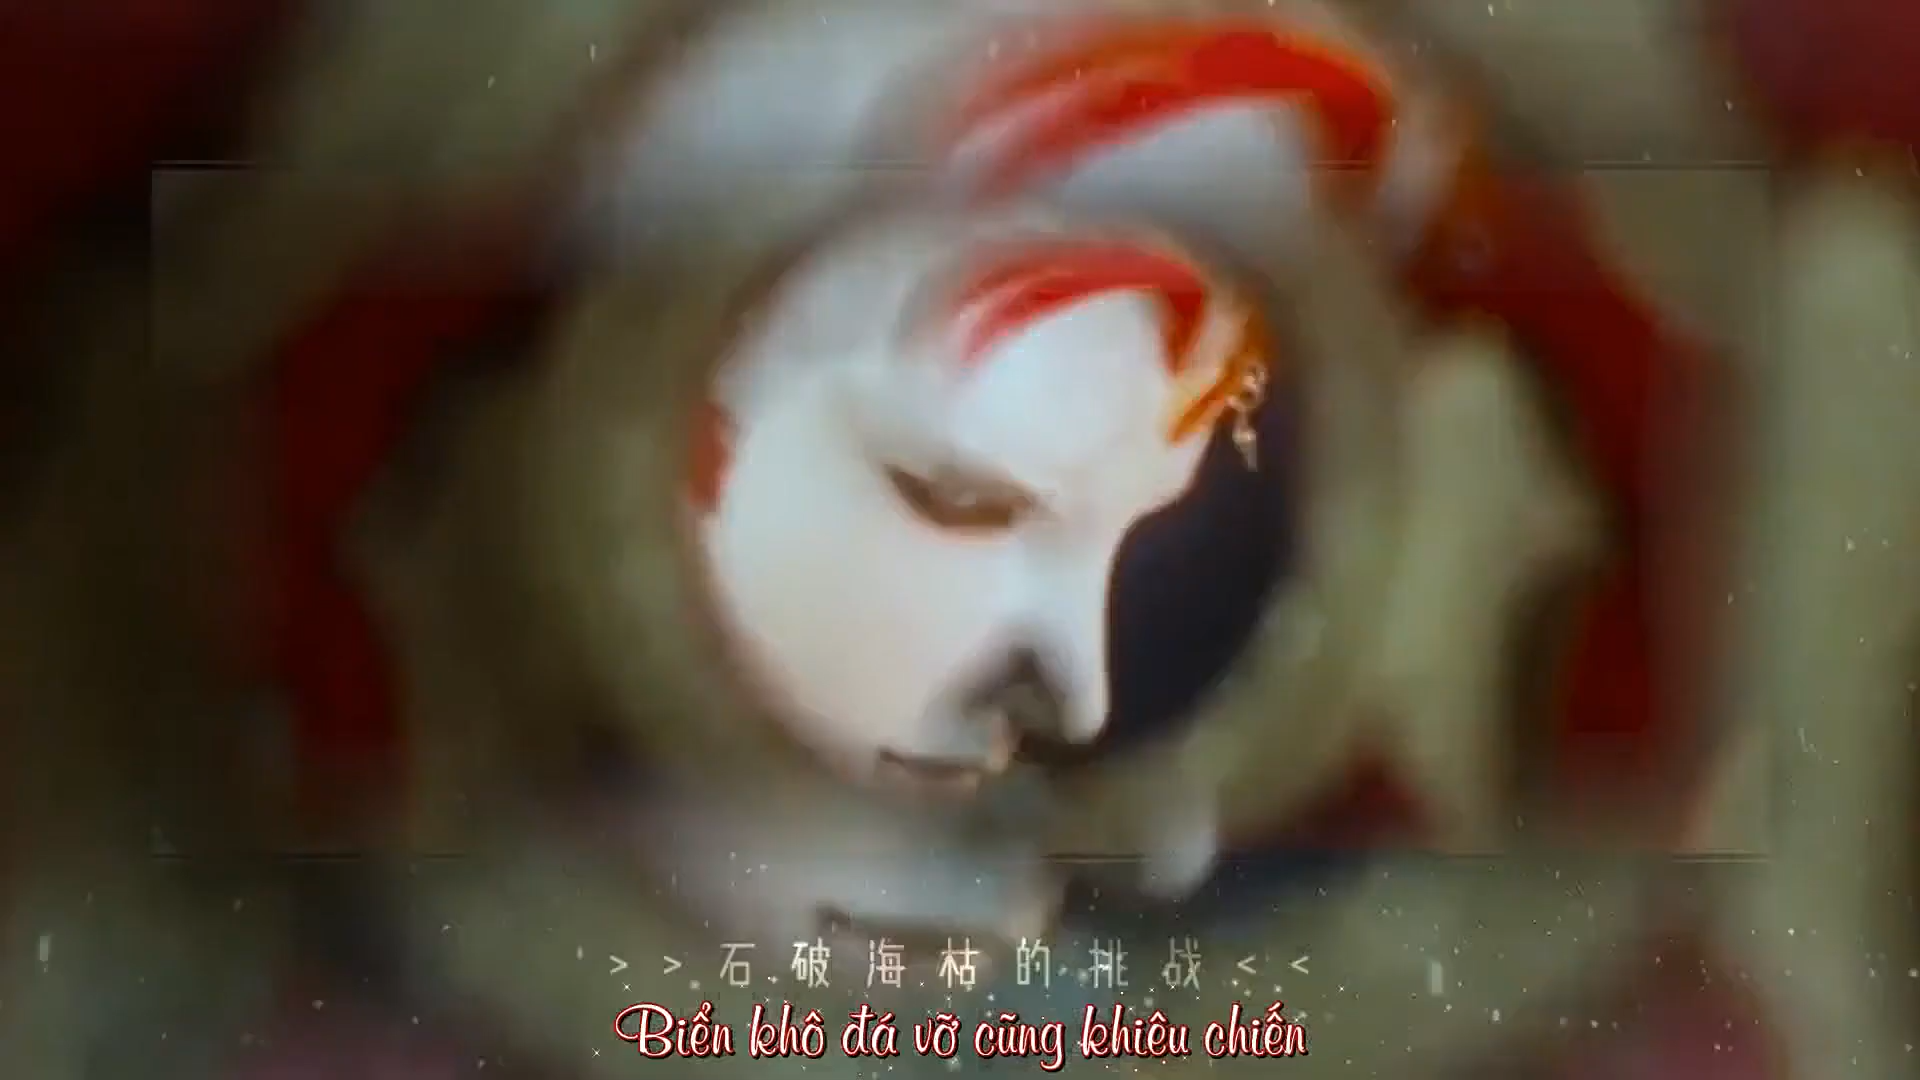 >> 石破海枯的挑战 <<
Biển khô đá vỡ cũng khiêu chiến